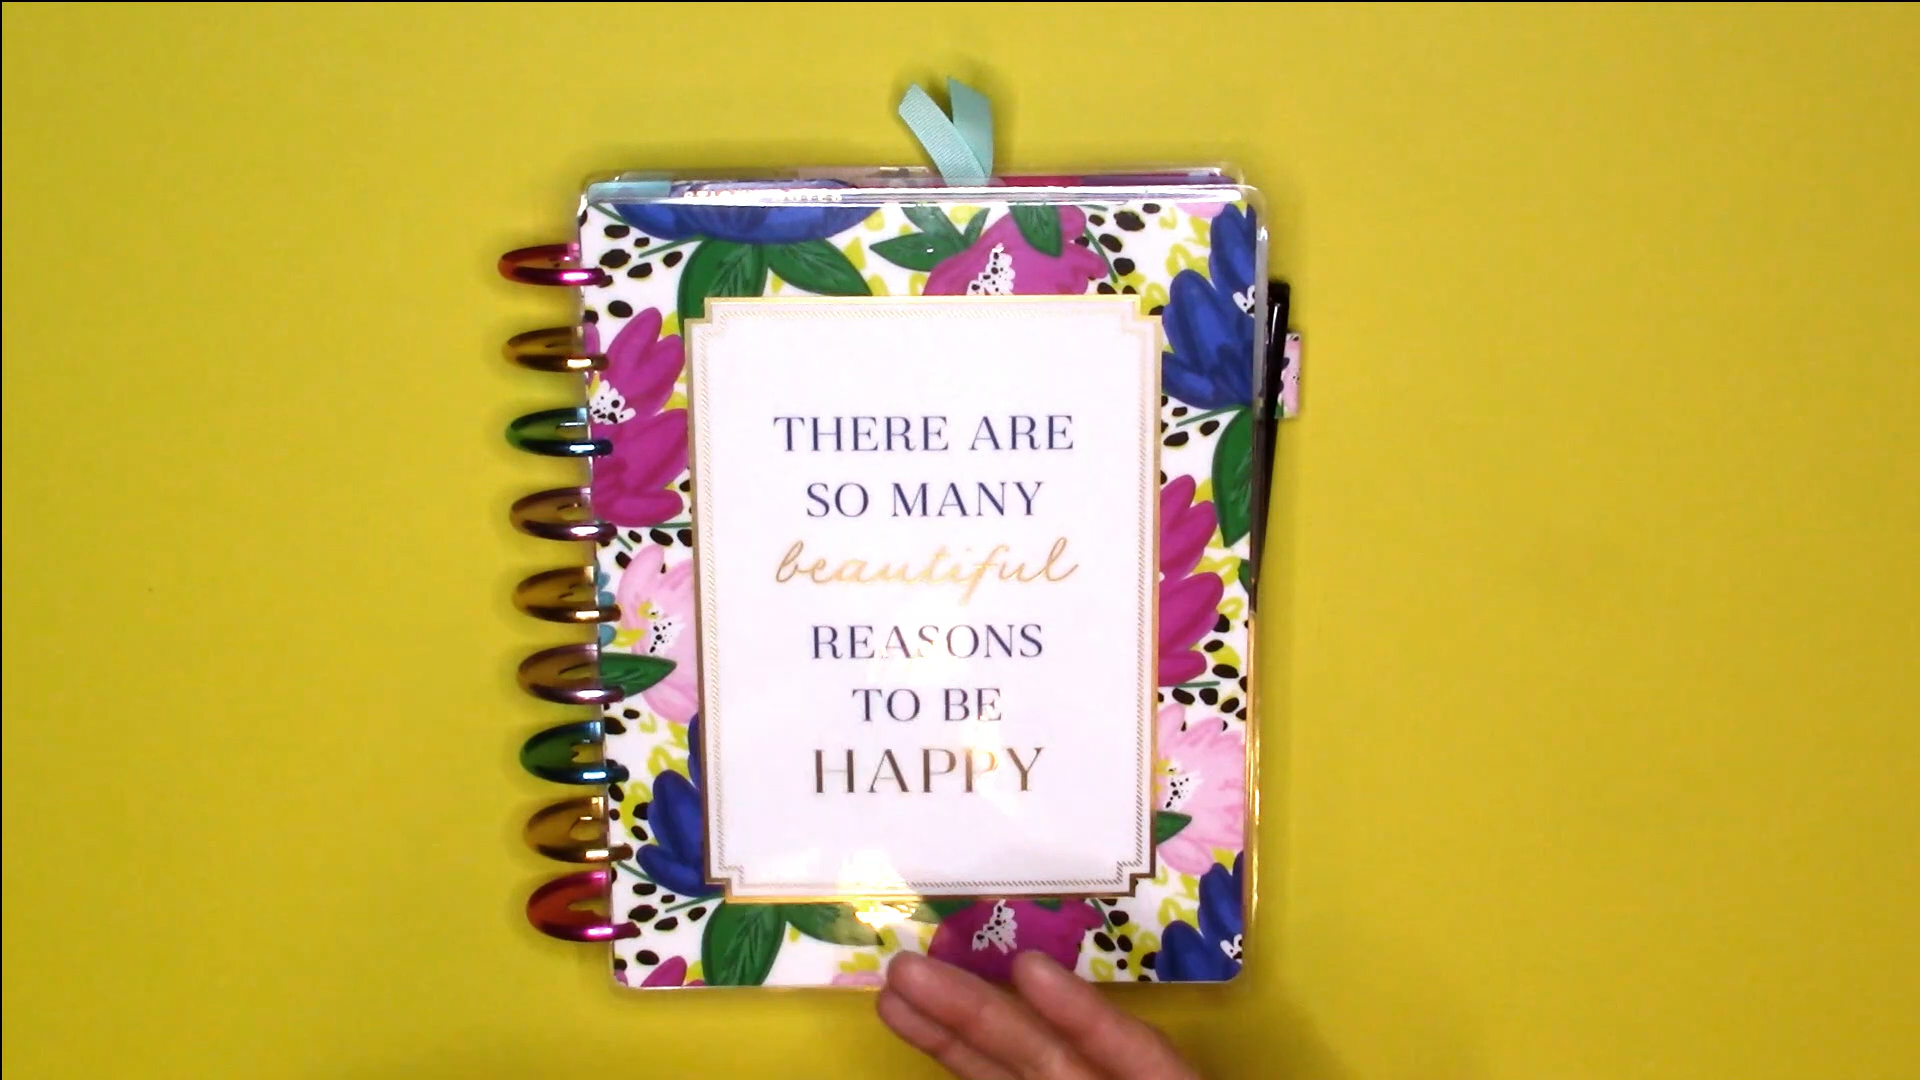 THERE ARE
SO MANY
beautiful
REASONS
TO BE
HAPPY